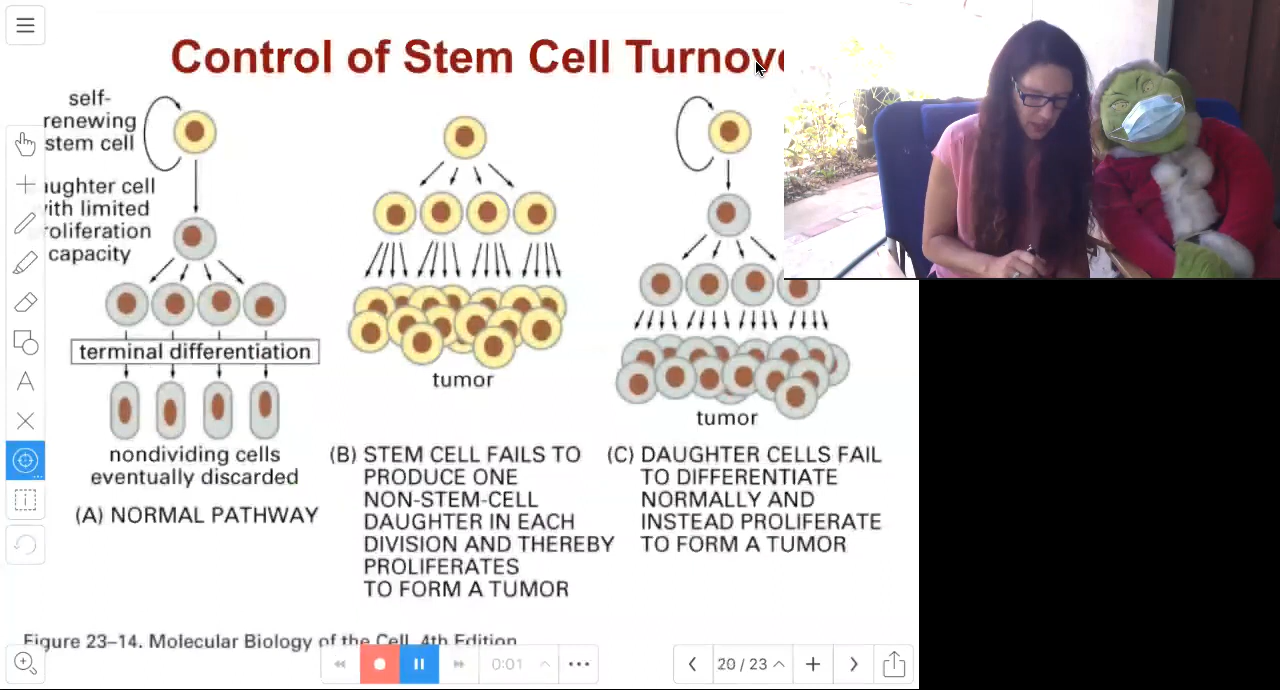 Control of Stem Cell Turnove
self-
renewing
stem cell
aughter cell
with limited
roliferation
capacity
terminal differentiation
nondividing cells
eventually discarded
(A) NORMAL PATHWAY
tumor
(B) STEM CELL FAILS TO
PRODUCE ONE
NON-STEM-CELL
DAUGHTER IN EACH
DIVISION AND THEREBY
PROLIFERATES
TO FORM A TUMOR
tumor
(C) DAUGHTER CELLS FAIL
TO DIFFERENTIATE
NORMALLY AND
INSTEAD PROLIFERATE
TO FORM A TUMOR
Figure 23–14. Molecular Biology of the Cell, 4th Edition
A
0:01
20 / 23